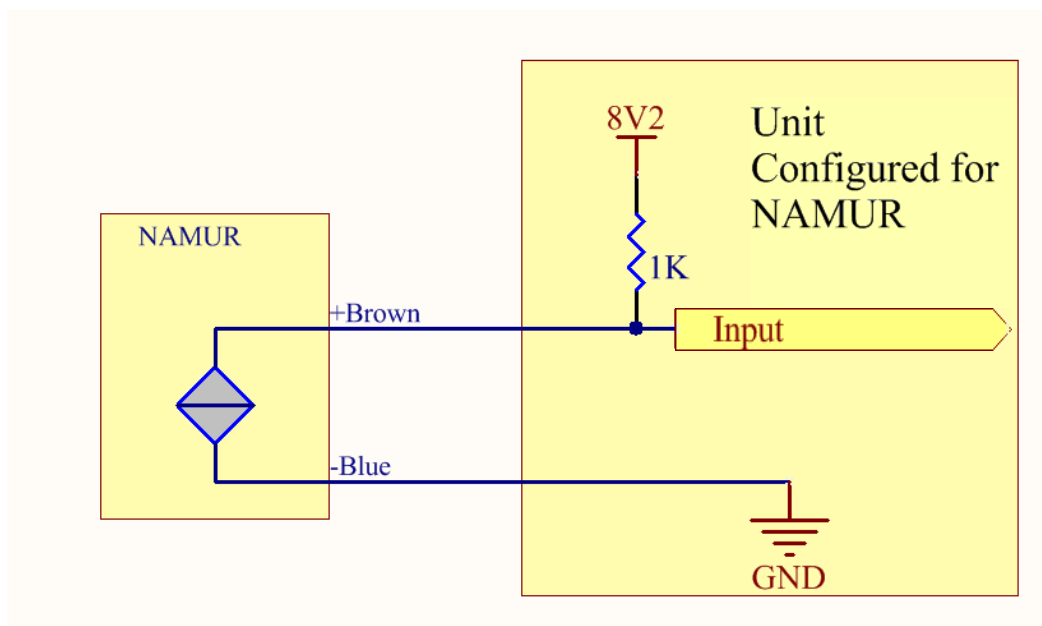 8V2
Unit
Configured for
NAMUR
NAMUR
1K
+Brown
Input
-Blue
GND